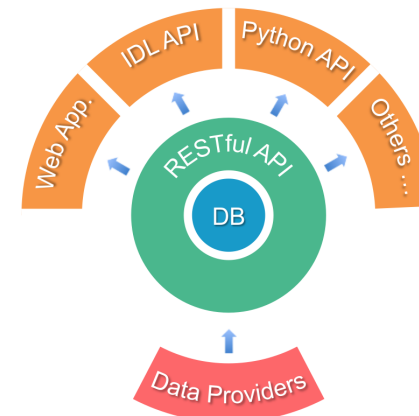 Web App.
IDL API
Python API
Others ...
RESTful API
DB
Data Providers